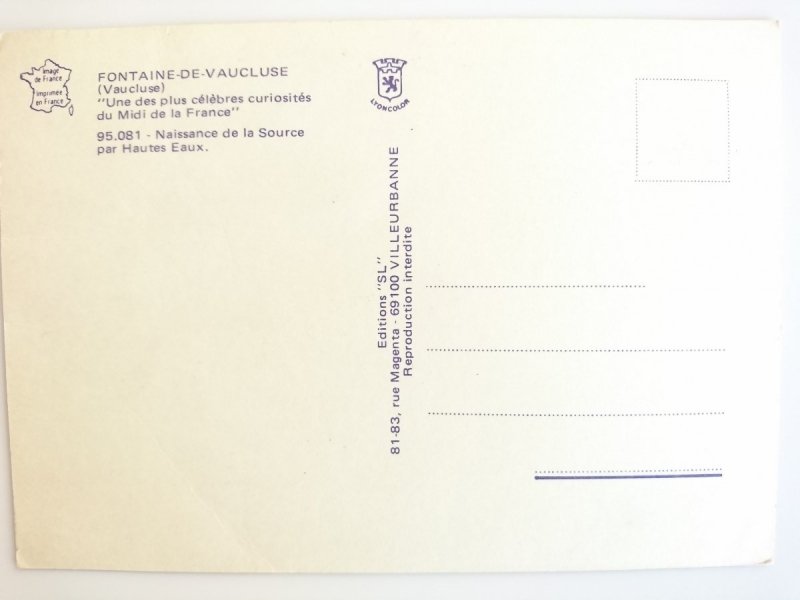 image
de France
imprimée
en France
FONTAINE-DE-VAUCLUSE
(Vaucluse)
"Une des plus célèbres curiosités
du Midi de la France"
95.081 - Naissance de la Source
par Hautes Eaux.
LYONCOLOR
Editions "SL"
81-83, rue Magenta - 69100 VILLEURBANNE
Reproduction interdite